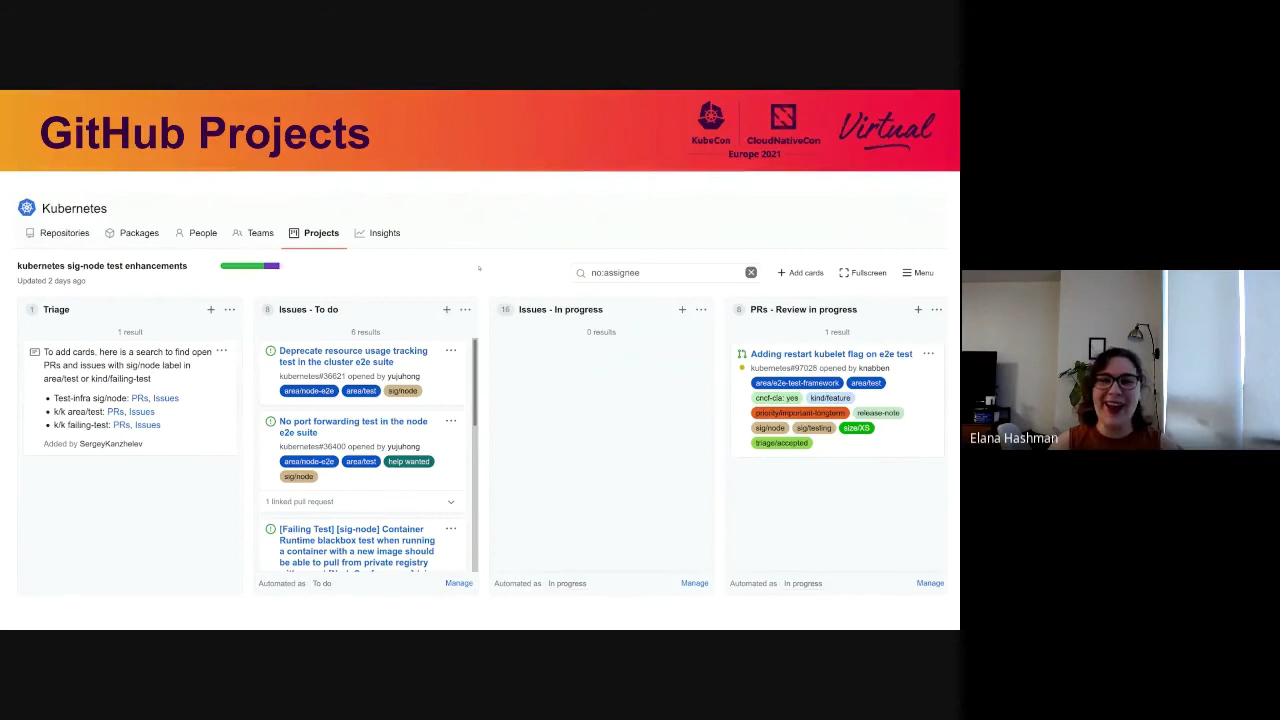 GitHub Projects
KubeCon
CloudNativeCon
Europe 2021
Virtual
Kubernetes
Repositories
Packages
People
Teams
Projects
Insights
kubernetes sig-node test enhancements
Updated 2 days ago
no:assignee
+ Add cards
Fullscreen
Menu
1 Triage
1 result
To add cards, here is a search to find open
PRs and issues with sig/node label in
area/test or kind/failing-test
• Test-infra sig/node: PRs, Issues
• k/k area/test: PRs, Issues
• k/k failing-test: PRs, Issues
Added by SergeyKanzhelev
8 Issues - To do
6 results
Deprecate resource usage tracking
test in the cluster e2e suite
kubernetes#36621 opened by yujuhong
area/node-e2e area/test sig/node
No port forwarding test in the node
e2e suite
kubernetes#36400 opened by yujuhong
area/node-e2e area/test help wanted
sig/node
1 linked pull request
[Failing Test] [sig-node] Container
Runtime blackbox test when running
a container with a new image should
be able to pull from private registry
Automated as To do Manage
16 Issues - In progress
0 results
Automated as In progress Manage
8 PRs - Review in progress
1 result
Adding restart kubelet flag on e2e test
kubernetes#97028 opened by knabben
area/e2e-test-framework area/test
cncf-cla: yes kind/feature
priority/important-longterm release-note
sig/node sig/testing size/XS
triage/accepted
Automated as In progress Manage
Elana Hashman